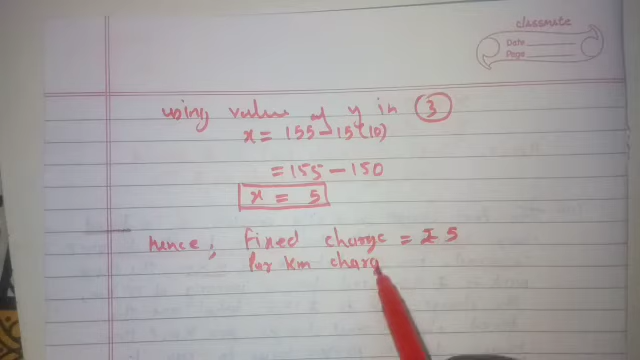 classmate
Date
Page
using value of y in ③
x = 155 - 15(10)
= 155 - 150
x = 5
hence, fixed charge = ₹ 5
Per km charg